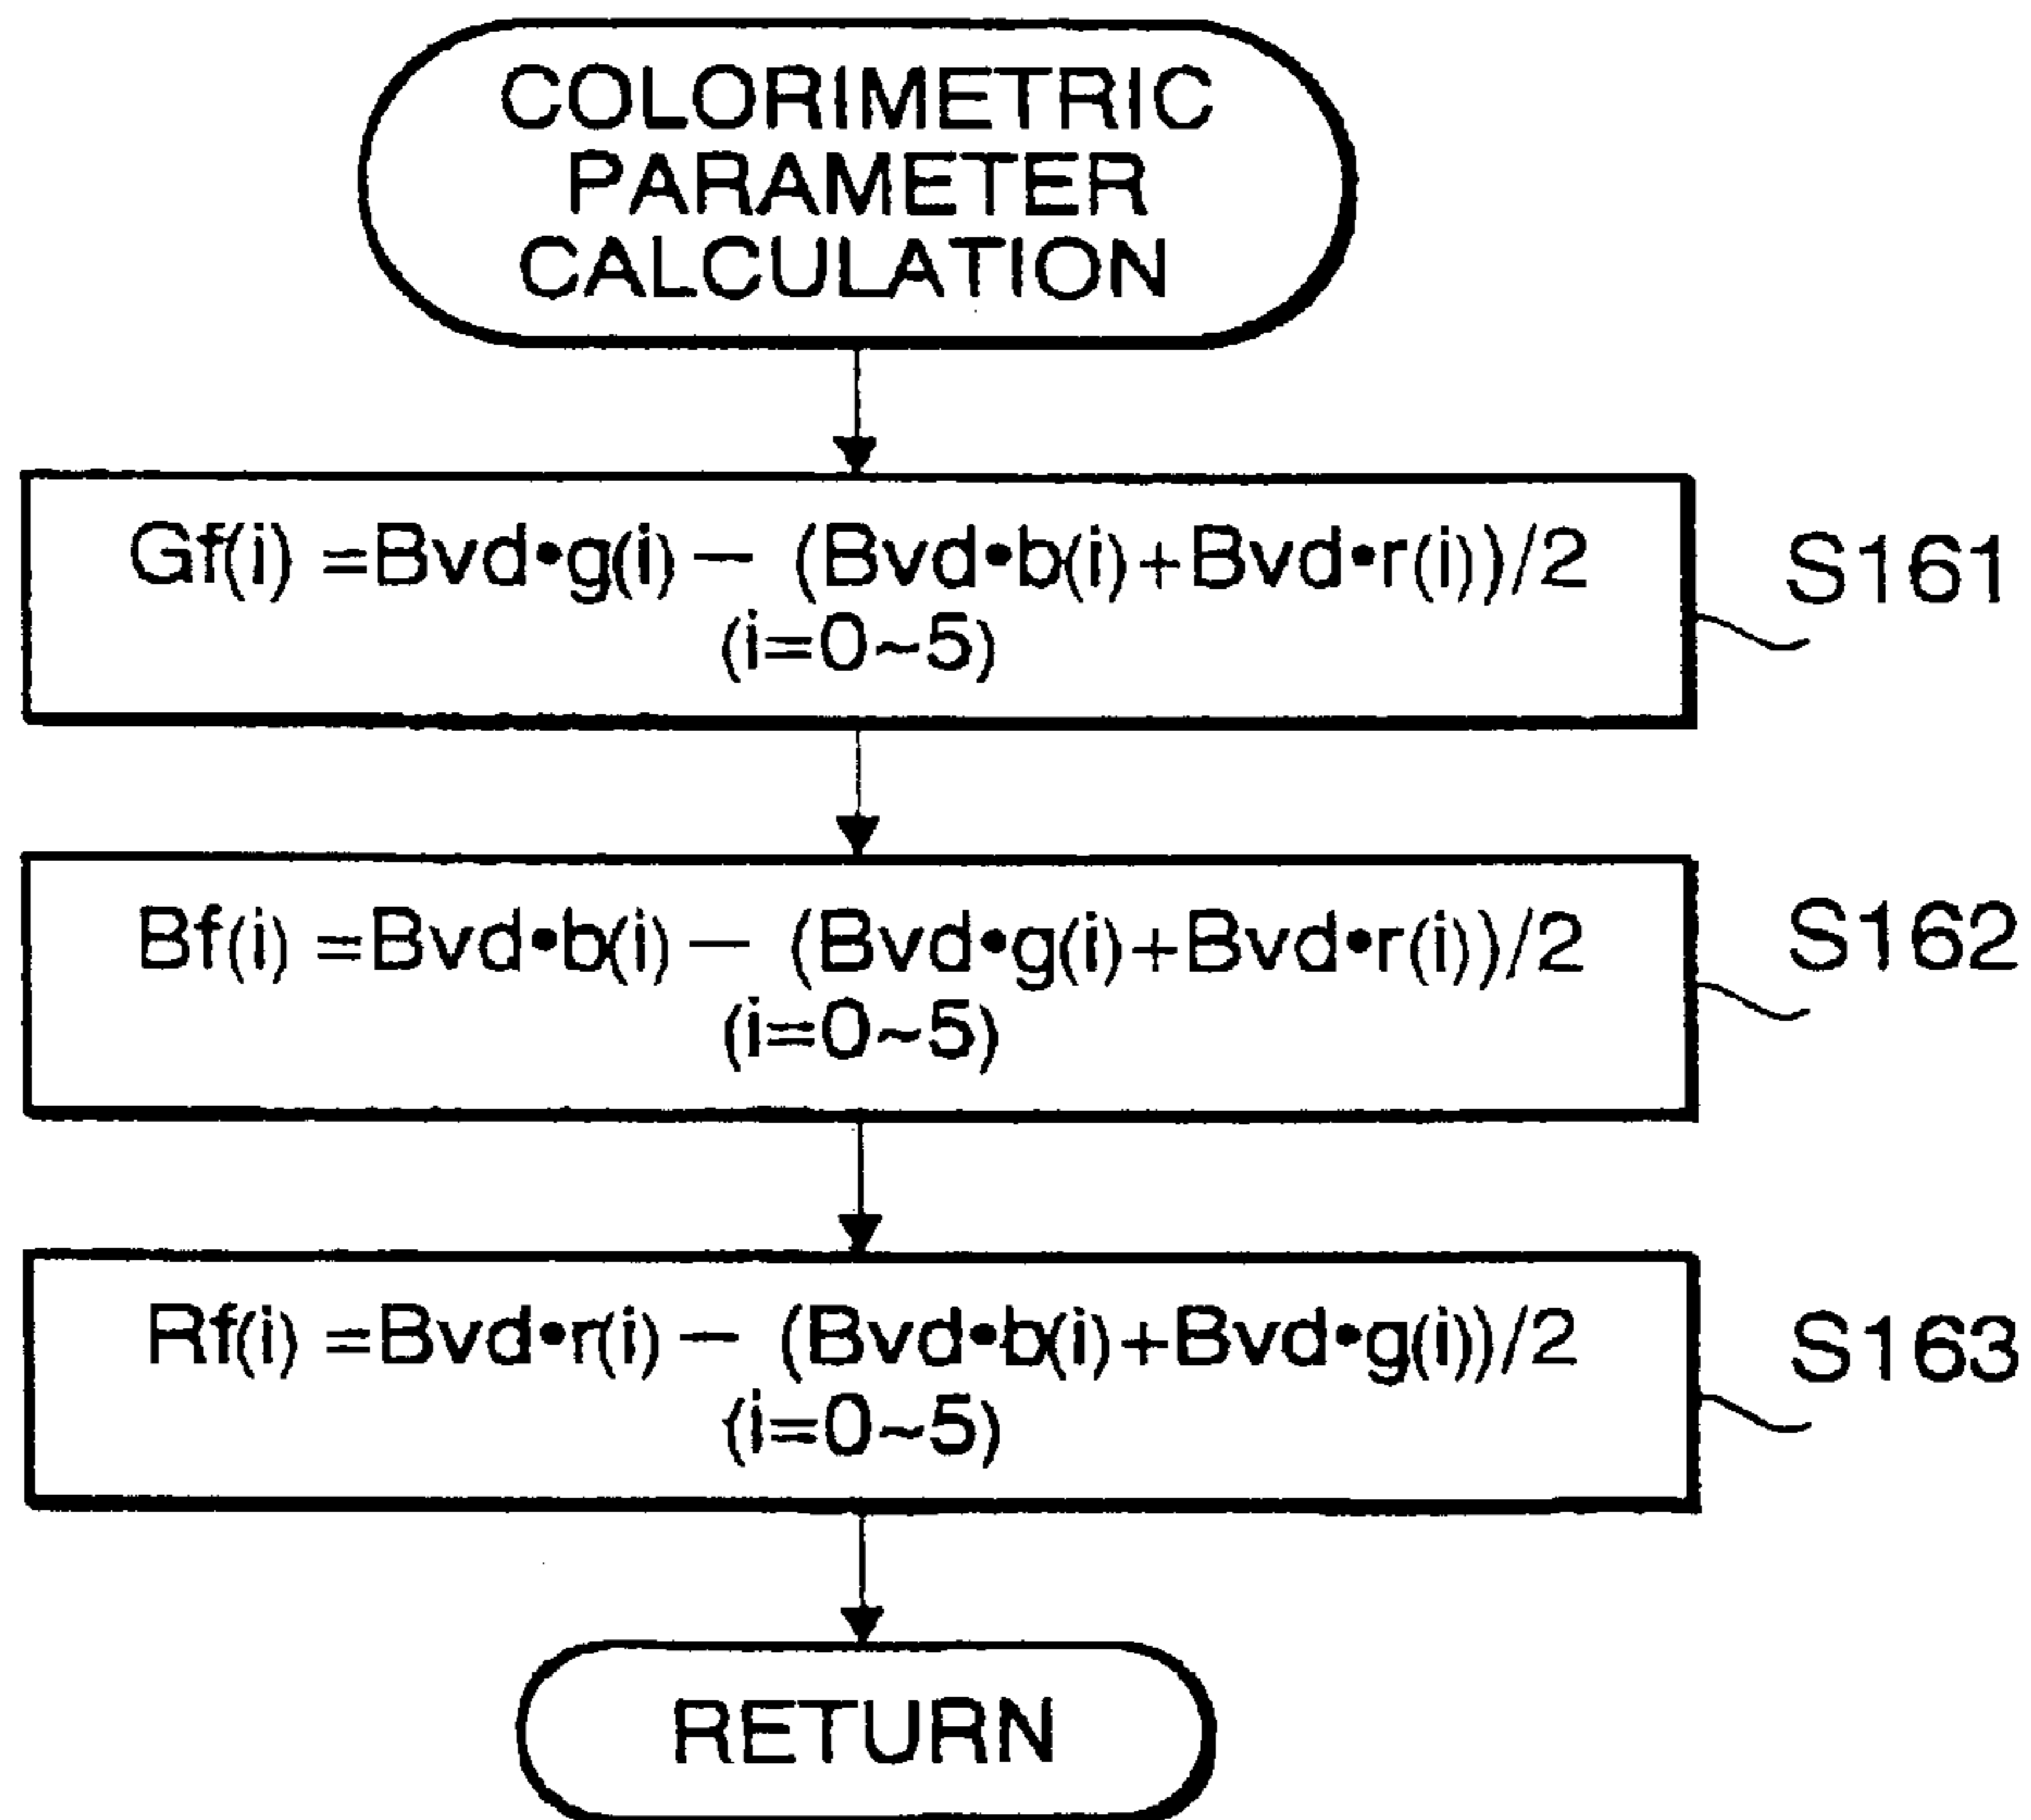 COLORIMETRIC
PARAMETER
CALCULATION
Gf(i) =Bvd•g(i)— (Bvd•b(i)+Bvd•r(i))/2
(i=0~5)
S161
Bf(i) =Bvd•b(i)— (Bvd•g(i)+Bvd•r(i))/2
(i=0~5)
S162
Rf(i) =Bvd•r(i)— (Bvd•b(i)+Bvd•g(i))/2
(i=0~5)
S163
RETURN